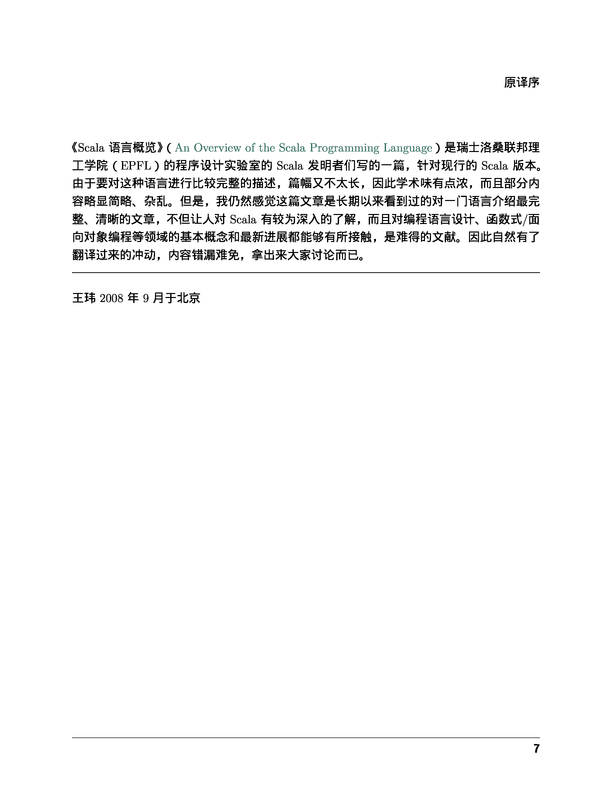 原译序
《Scala 语言概览》（An Overview of the Scala Programming Language）是瑞士洛桑联邦理
工学院（EPFL）的程序设计实验室的 Scala 发明者们写的一篇，针对现行的 Scala 版本。
由于要对这种语言进行比较完整的描述，篇幅又不太长，因此学术味有点浓，而且部分内
容略显简略、杂乱。但是，我仍然感觉这篇文章是长期以来看到过的对一门语言介绍最完
整、清晰的文章，不但让人对 Scala 有较为深入的了解，而且对编程语言设计、函数式/面
向对象编程等领域的基本概念和最新进展都能够有所接触，是难得的文献。因此自然有了
翻译过来的冲动，内容错漏难免，拿出来大家讨论而已。
王玮 2008 年 9 月于北京
7